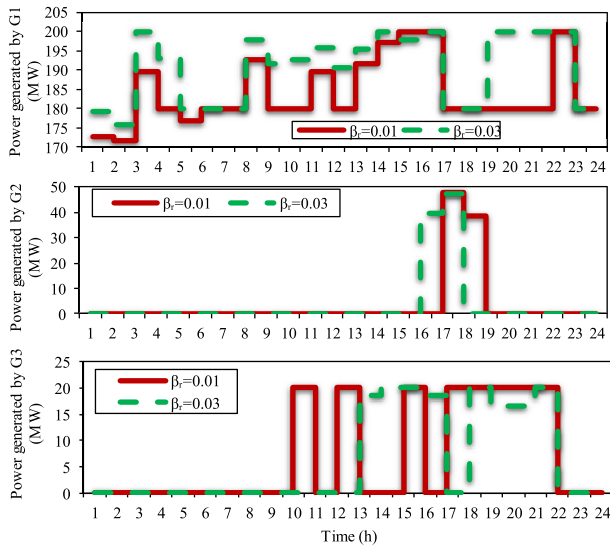 Power generated by G1
(MW)
205
200
195
190
185
180
175
170
βr=0.01 βr=0.03
1 2 3 4 5 6 7 8 9 10 11 12 13 14 15 16 17 18 19 20 21 22 23 24
Power generated by G2
(MW)
50
40
30
20
10
0
βr=0.01 βr=0.03
1 2 3 4 5 6 7 8 9 10 11 12 13 14 15 16 17 18 19 20 21 22 23 24
Power generated by G3
(MW)
25
20
15
10
5
0
βr=0.01
βr=0.03
1 2 3 4 5 6 7 8 9 10 11 12 13 14 15 16 17 18 19 20 21 22 23 24
Time (h)